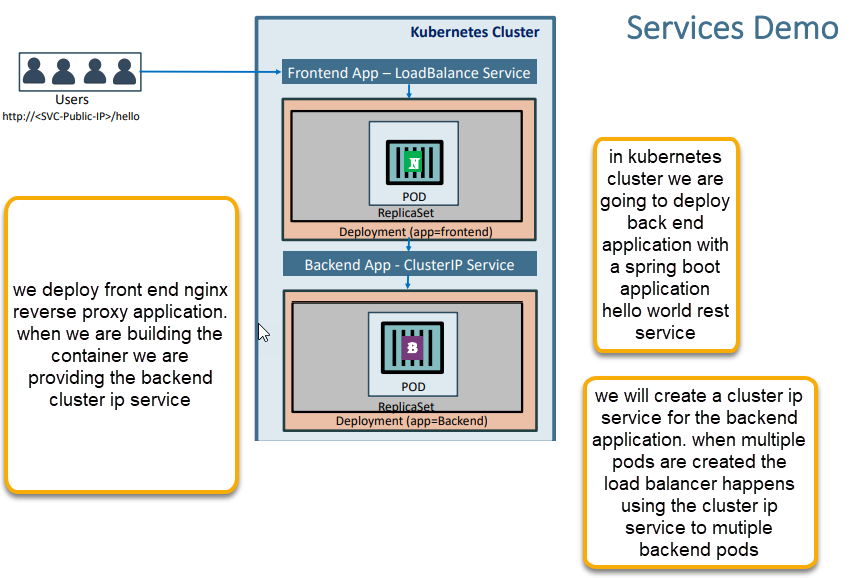 Services Demo
Kubernetes Cluster
Frontend App – LoadBalance Service
Users
http://<SVC-Public-IP>/hello
N
POD
ReplicaSet
Deployment (app=frontend)
Backend App - ClusterIP Service
B
POD
ReplicaSet
Deployment (app=Backend)
we deploy front end nginx
reverse proxy application.
when we are building the
container we are
providing the backend
cluster ip service
in kubernetes
cluster we are
going to deploy
back end
application with
a spring boot
application
hello world rest
service
we will create a cluster ip
service for the backend
application. when multiple
pods are created the
load balancer happens
using the cluster ip
service to mutiple
backend pods